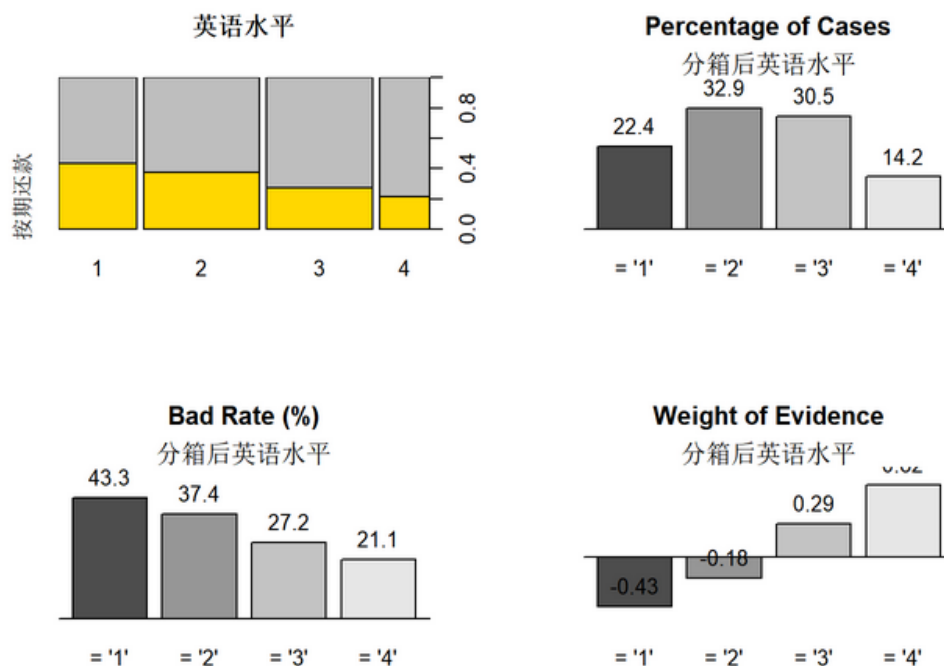 英语水平
按期还款
0.0 0.4 0.8
1 2 3 4
Percentage of Cases
分箱后英语水平
22.4 32.9 30.5 14.2
= '1' = '2' = '3' = '4'
Bad Rate (%)
分箱后英语水平
43.3 37.4 27.2 21.1
= '1' = '2' = '3' = '4'
Weight of Evidence
分箱后英语水平
-0.43 -0.18 0.29
= '1' = '2' = '3' = '4'